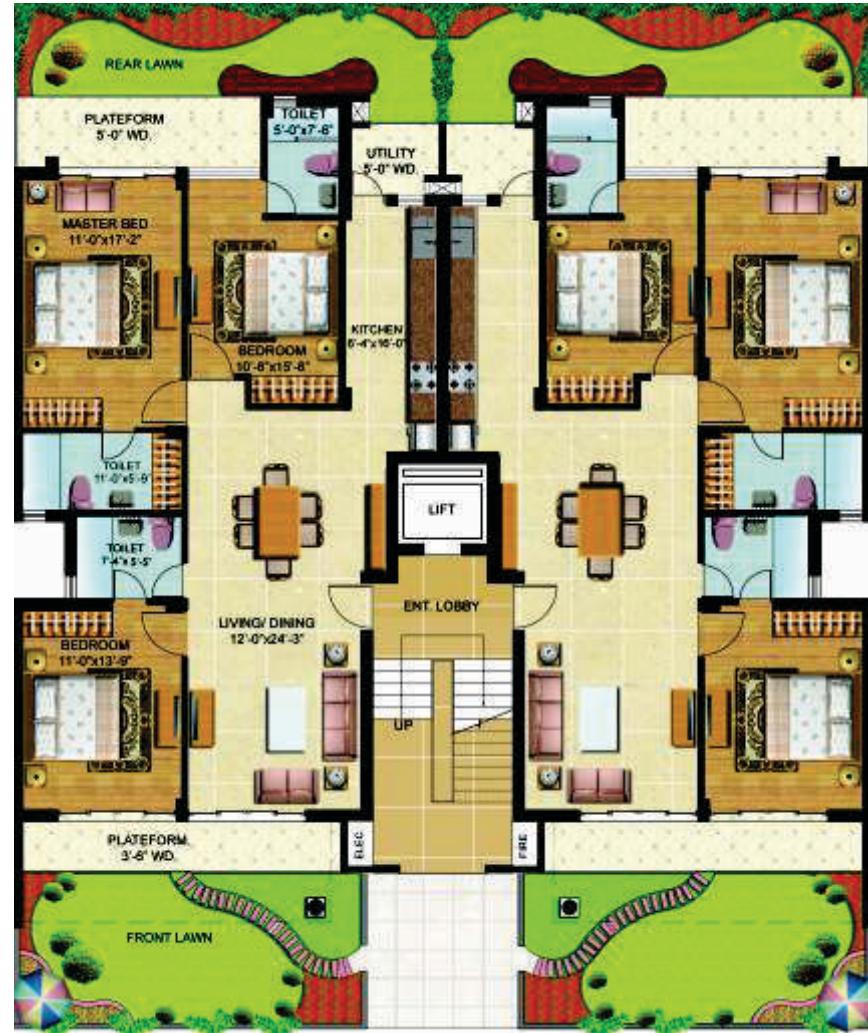 REAR LAWN
PLATEFORM
5'-0" WD.
TOILET
5'-0"x7'-6"
UTILITY
5'-0" WD.
MASTER BED
11'-0"x17'-2"
KITCHEN
6'-4"x16'-0"
BEDROOM
10'-6"x15'-8"
TOILET
11'-0"x5'-9"
LIFT
TOILET
7'-4"x5'-5"
ENT. LOBBY
LIVING/ DINING
12'-0"x24'-3"
BEDROOM
11'-0"x13'-9"
UP
PLATEFORM
3'-6" WD.
ELEC
FIRE
FRONT LAWN